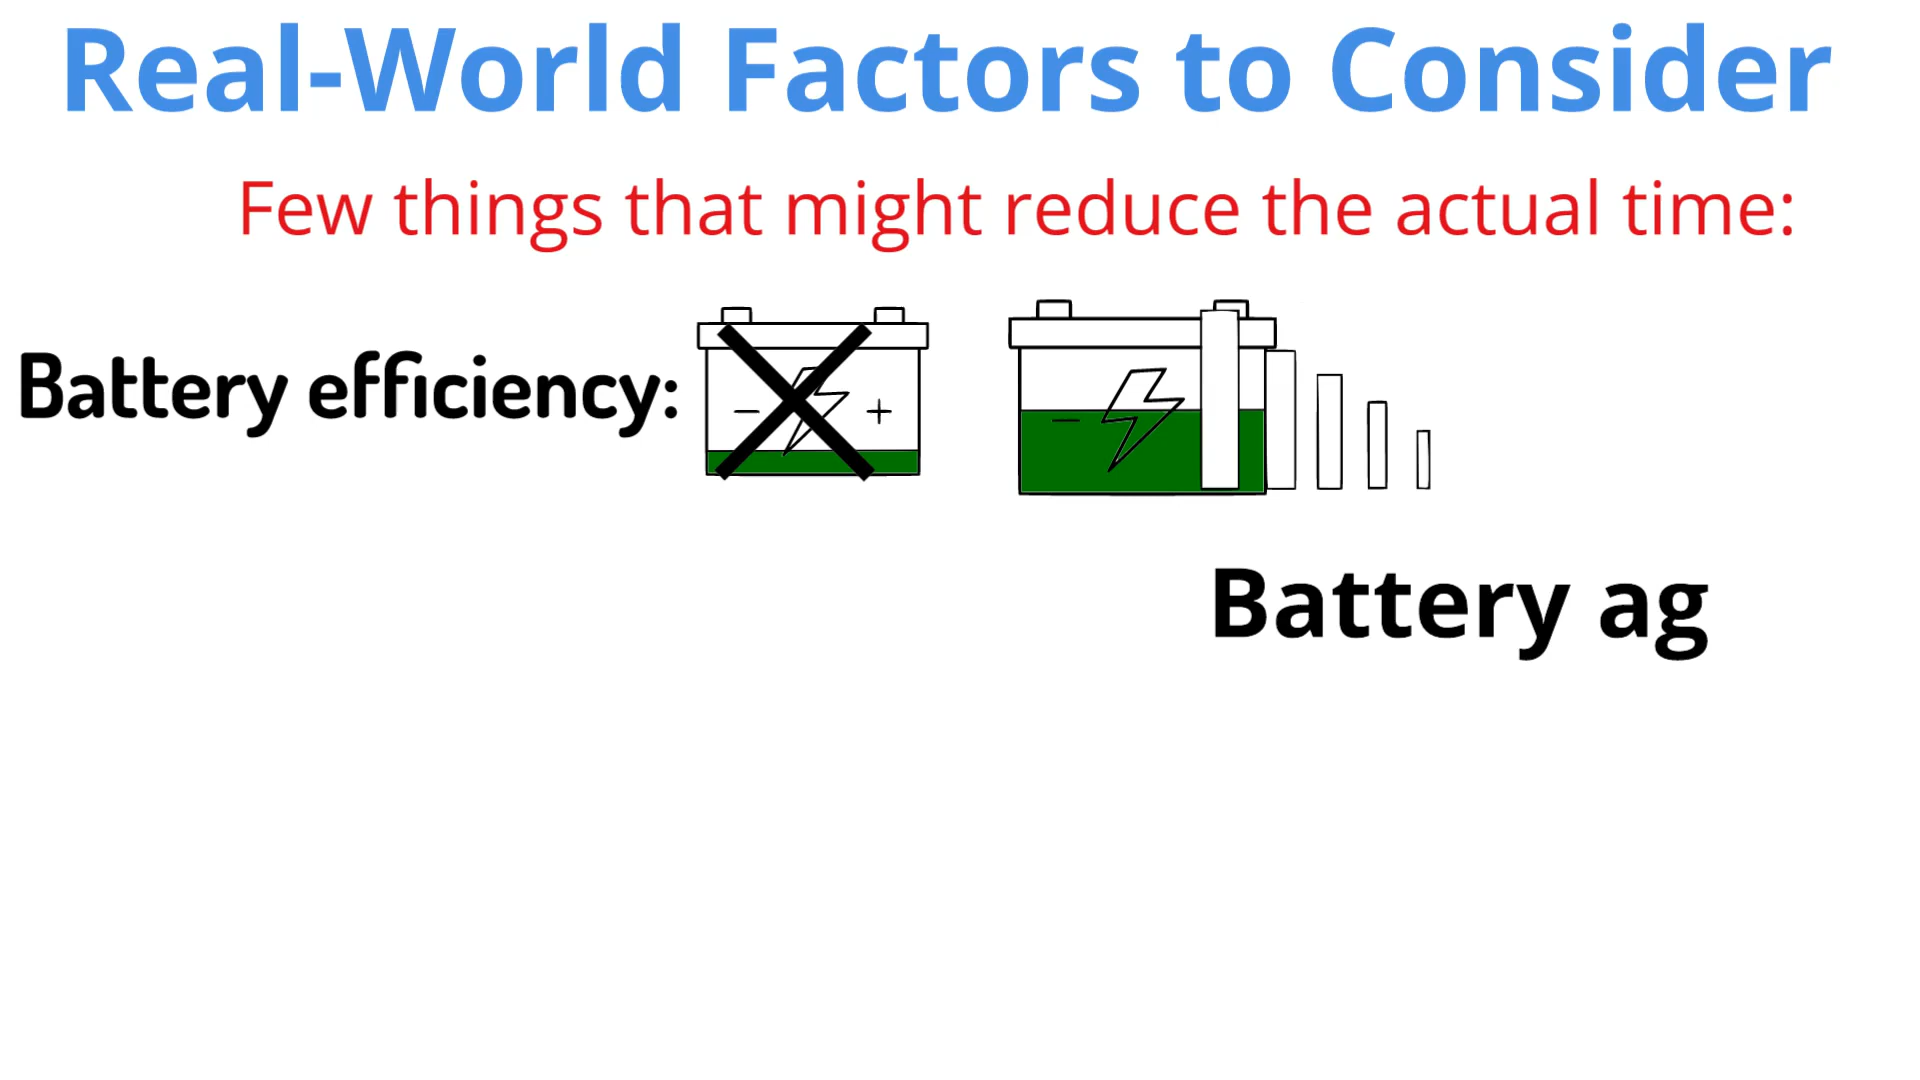 Real-World Factors to Consider
Few things that might reduce the actual time:
Battery efficiency:
- +
-
Battery ag